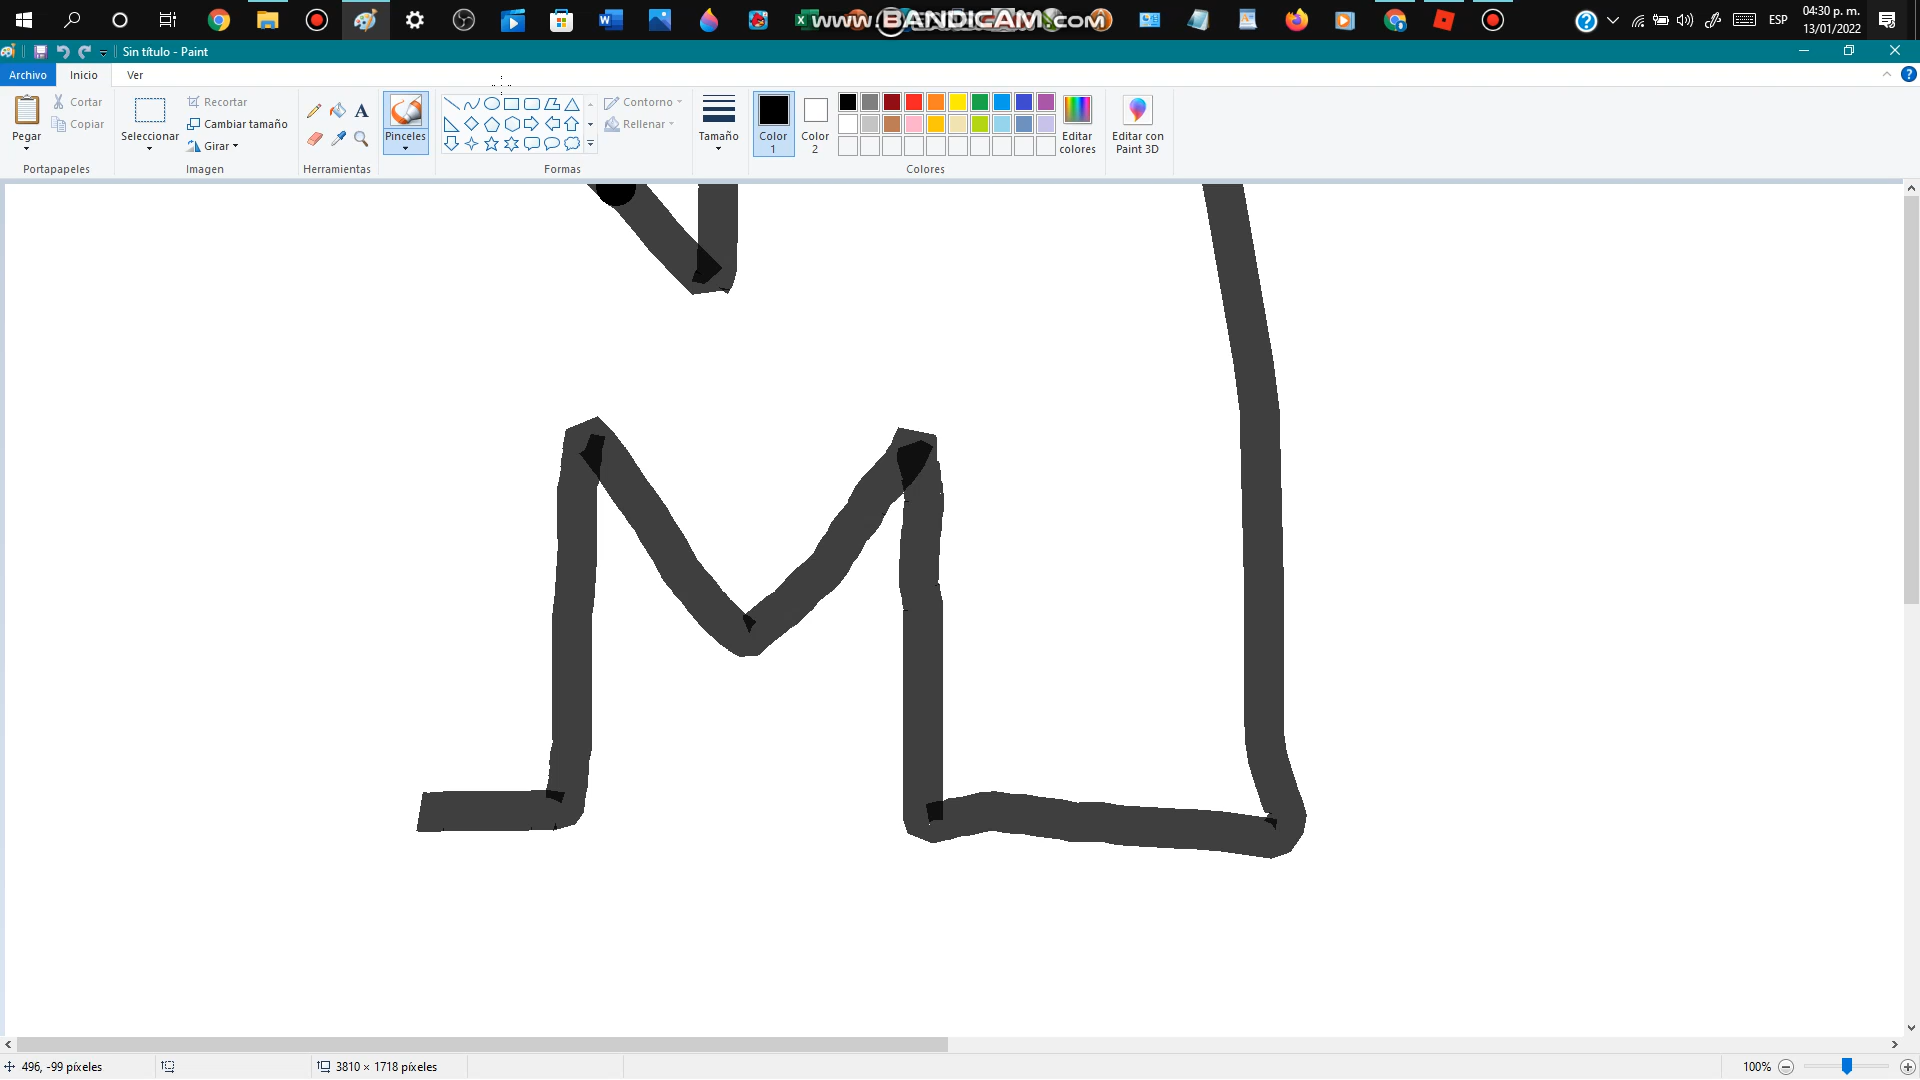 www.BANDICAM.COM
ESP
04:30 p. m.
13/01/2022
Sin título - Paint
Archivo
Inicio
Ver
Pegar
Cortar
Copiar
Portapapeles
Seleccionar
Recortar
Cambiar tamaño
Girar
Imagen
A
Herramientas
Pinceles
Contorno
Rellenar
Formas
Tamaño
Color
1
Color
2
Editar
colores
Colores
Editar con
Paint 3D
M
496, -99 píxeles
3810 × 1718 píxeles
100%